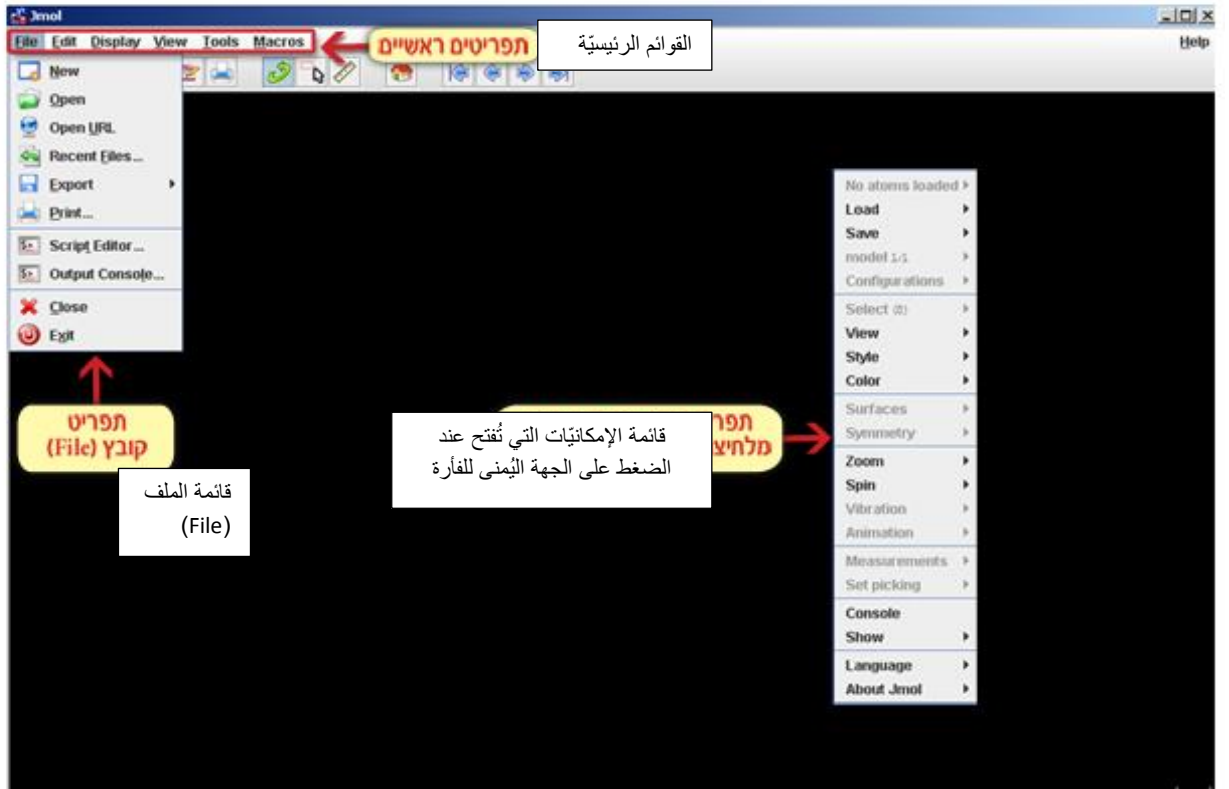 Jmol
File Edit Display View Tools Macros
Help
תפריטים ראשיים
القوائم الرئيسيّة
New
Open
Open URL
Recent Files...
Export
Print...
Script Editor...
Output Console...
Close
Exit
תפריט
קובץ (File)
قائمة الملف
(File)
قائمة الإمكانيّات التي تُفتح عند
الضغط على الجهة اليُمنى للفأرة
No atoms loaded
Load
Save
model 1/1
Configurations
Select (0)
View
Style
Color
Surfaces
Symmetry
Zoom
Spin
Vibration
Animation
Measurements
Set picking
Console
Show
Language
About Jmol